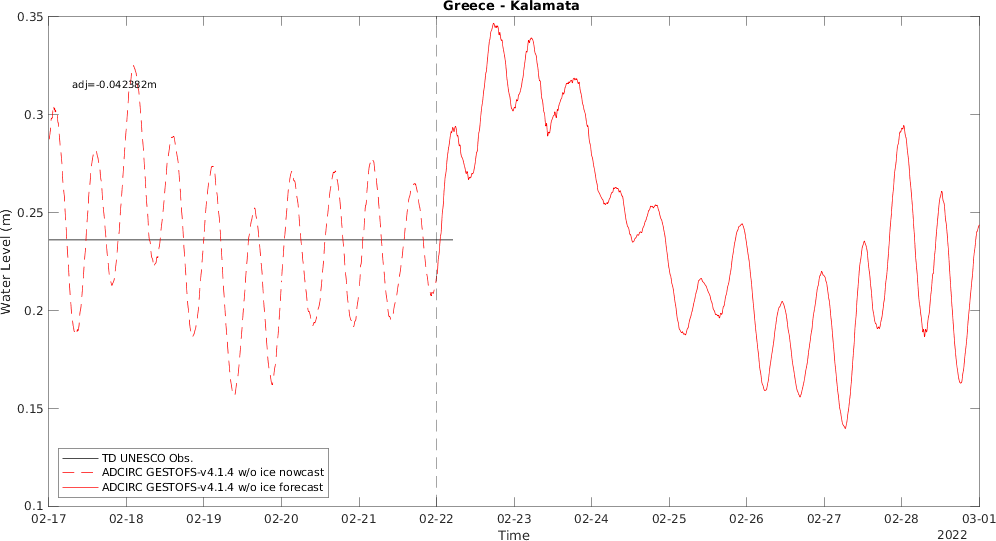 Greece - Kalamata
0.35
0.3
0.25
0.2
0.15
0.1
Water Level (m)
adj=-0.042382m
TD UNESCO Obs.
ADCIRC GESTOFS-v4.1.4 w/o ice nowcast
ADCIRC GESTOFS-v4.1.4 w/o ice forecast
02-17 02-18 02-19 02-20 02-21 02-22 02-23 02-24 02-25 02-26 02-27 02-28 03-01
Time
2022